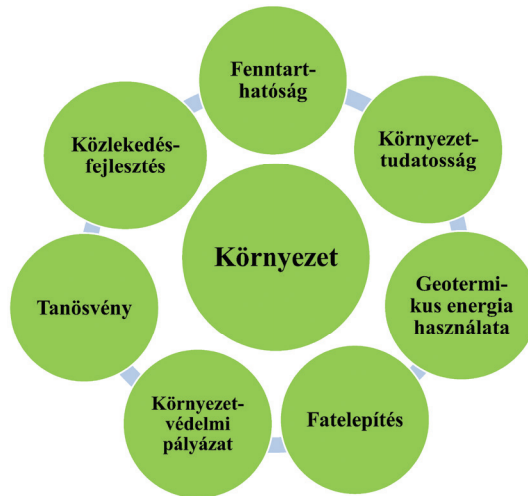 Fenntart-
hatóság
Környezet-
tudatosság
Geotermi-
kus energia
használata
Fatelepítés
Környezet-
védelmi
pályázat
Tanösvény
Közlekedés-
fejlesztés
Környezet